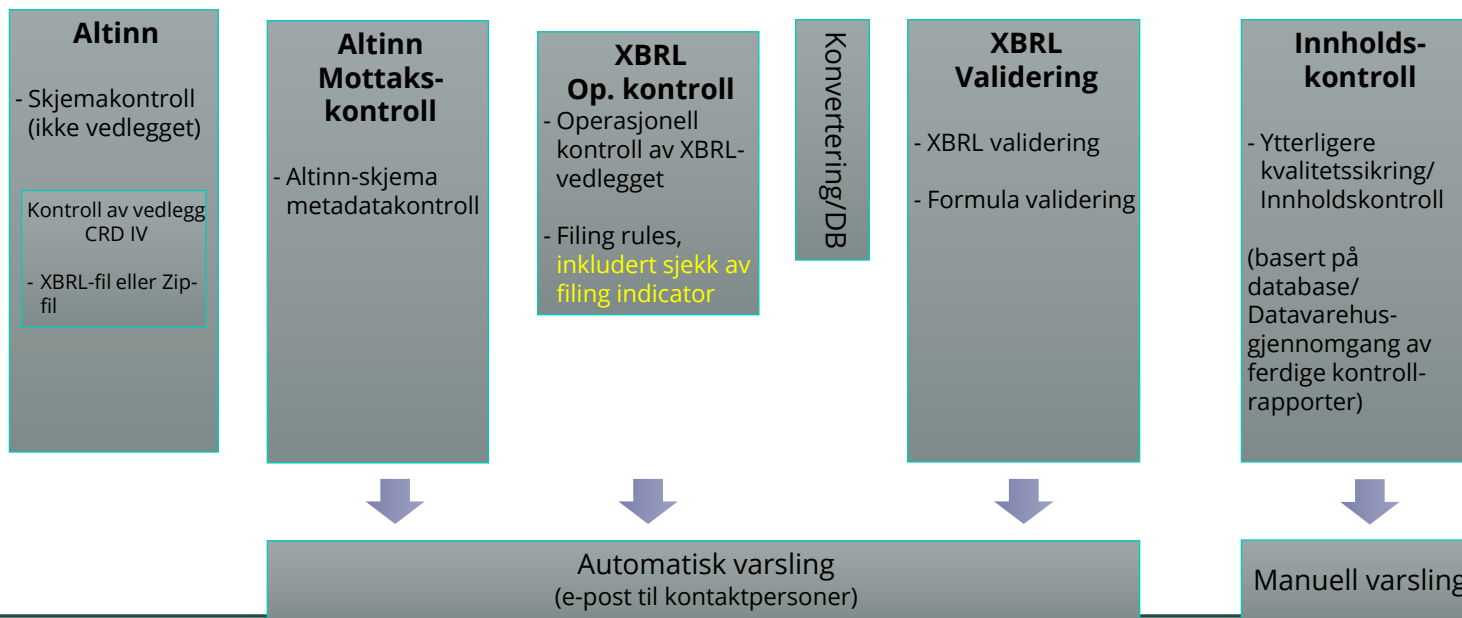 Altinn
- Skjemakontroll
(ikke vedlegget)
Kontroll av vedlegg
CRD IV
- XBRL-fil eller Zip-
fil
Altinn
Mottaks-
kontroll
- Altinn-skjema
metadatakontroll
XBRL
Op. kontroll
- Operasjonell
kontroll av XBRL-
vedlegget
- Filing rules,
inkludert sjekk av
filing indicator
Konvertering/DB
XBRL
Validering
- XBRL validering
- Formula validering
Innholds-
kontroll
- Ytterligere
kvalitetssikring/
Innholdskontroll
(basert på
database/
Datavarehus-
gjennomgang av
ferdige kontroll-
rapporter)
Automatisk varsling
(e-post til kontaktpersoner)
Manuell varsling